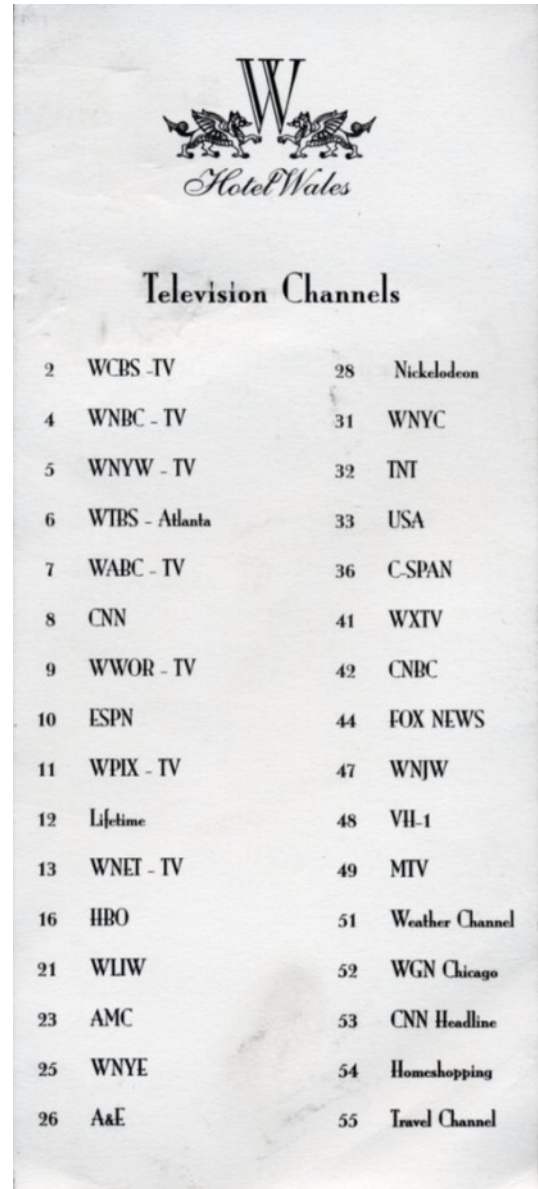 W
Hotel Wales
Television Channels
2 WCBS -TV
4 WNBC - TV
5 WNYW - TV
6 WTBS - Atlanta
7 WABC - TV
8 CNN
9 WWOR - TV
10 ESPN
11 WPIX - TV
12 Lifetime
13 WNET - TV
16 HBO
21 WLIW
23 AMC
25 WNYE
26 A&E
28 Nickelodeon
31 WNYC
32 TNT
33 USA
36 C-SPAN
41 WXTV
42 CNBC
44 FOX NEWS
47 WNJW
48 VH-1
49 MTV
51 Weather Channel
52 WGN Chicago
53 CNN Headline
54 Homeshopping
55 Travel Channel